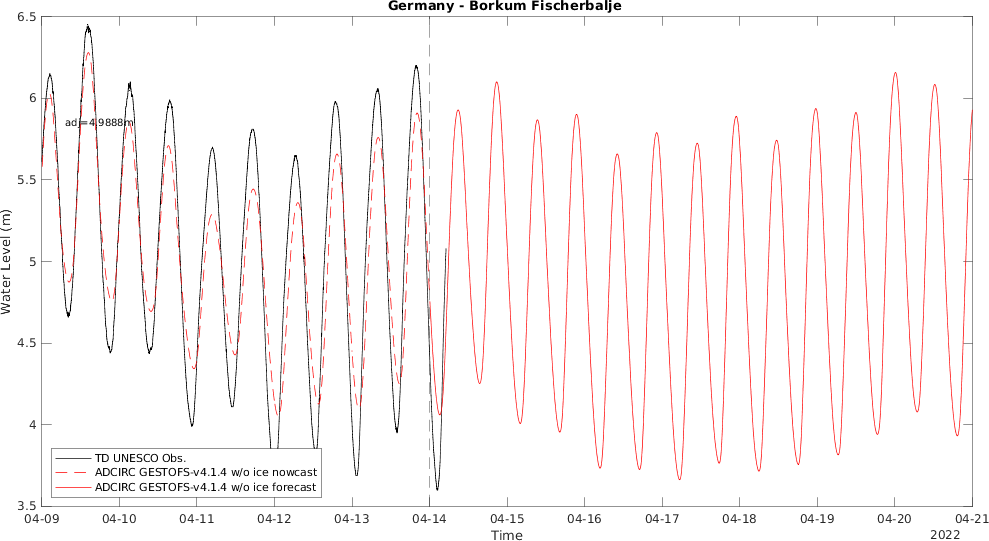 Germany - Borkum Fischerbalje
Water Level (m)
6.5
6
5.5
5
4.5
4
3.5
adj=4.9888m
TD UNESCO Obs.
ADCIRC GESTOFS-v4.1.4 w/o ice nowcast
ADCIRC GESTOFS-v4.1.4 w/o ice forecast
04-09 04-10 04-11 04-12 04-13 04-14 04-15 04-16 04-17 04-18 04-19 04-20 04-21
Time
2022